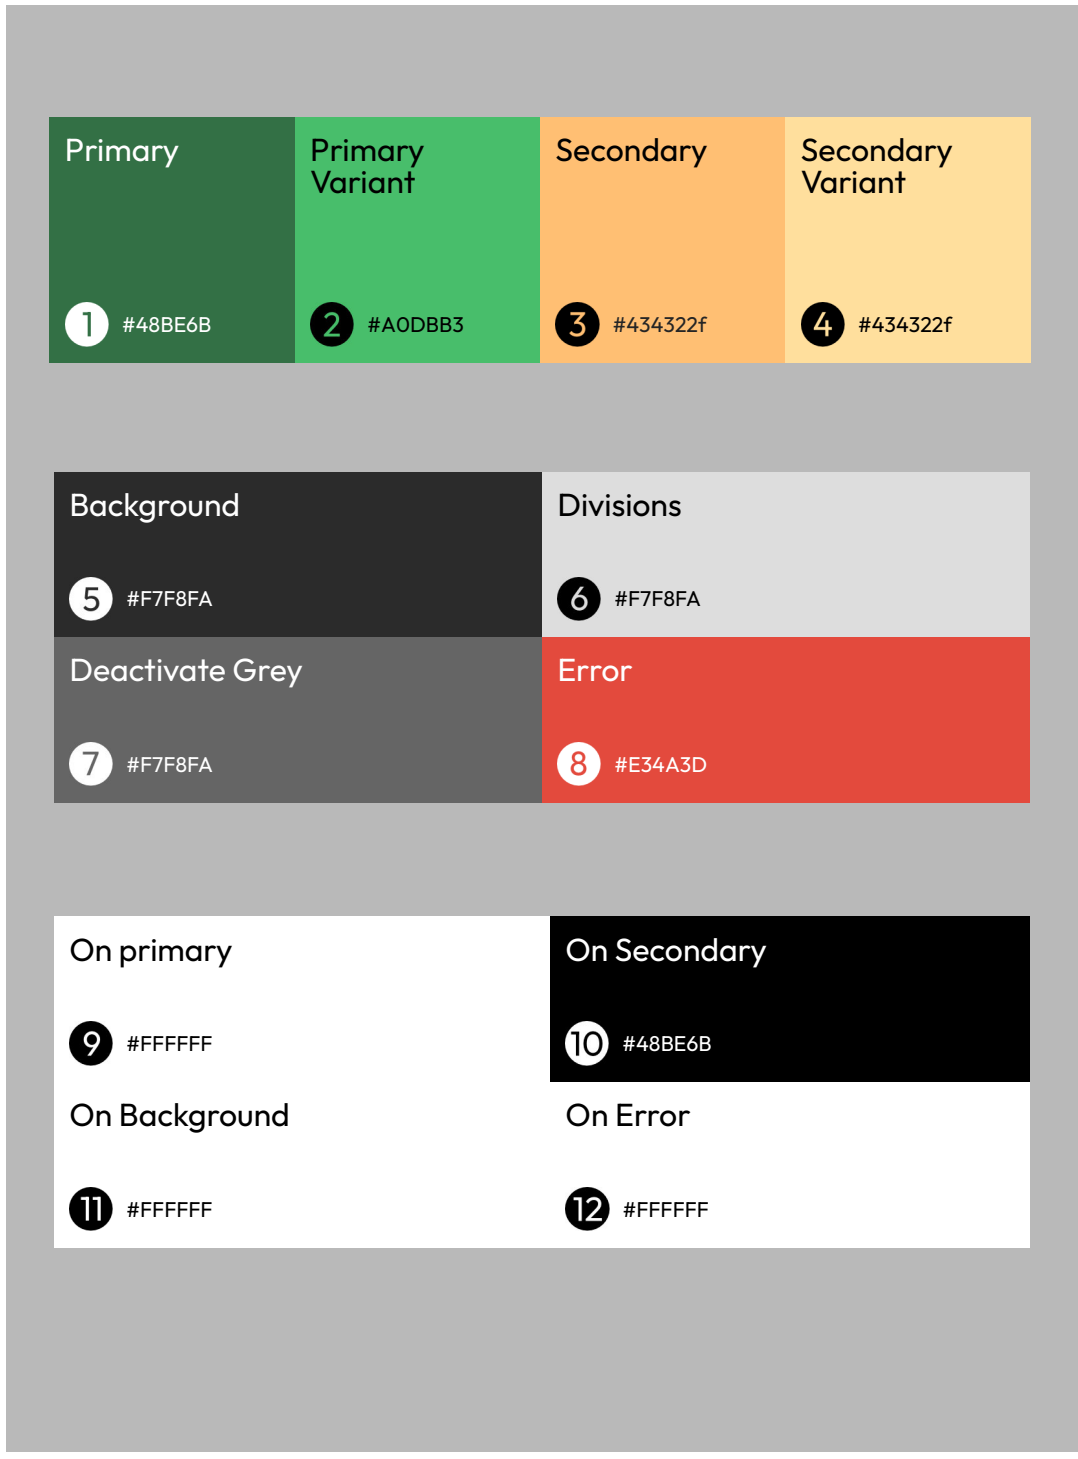 Primary
1 #48BE6B
Primary
Variant
2 #A0DBB3
Secondary
3 #434322f
Secondary
Variant
4 #434322f
Background
5 #F7F8FA
Divisions
6 #F7F8FA
Deactivate Grey
7 #F7F8FA
Error
8 #E34A3D
On primary
9 #FFFFFF
On Secondary
10 #48BE6B
On Background
11 #FFFFFF
On Error
12 #FFFFFF